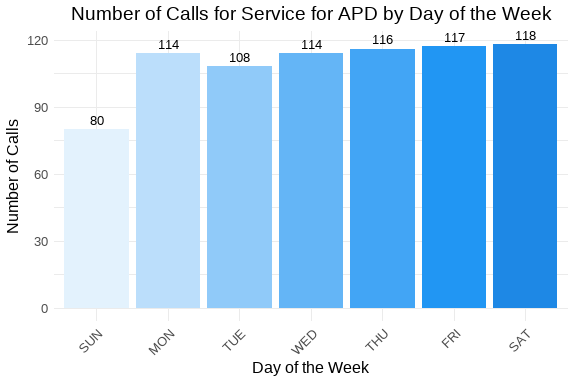 Number of Calls for Service for APD by Day of the Week
Number of Calls
120
90
60
30
0
80
114
108
114
116
117
118
SUN
MON
TUE
WED
THU
FRI
SAT
Day of the Week